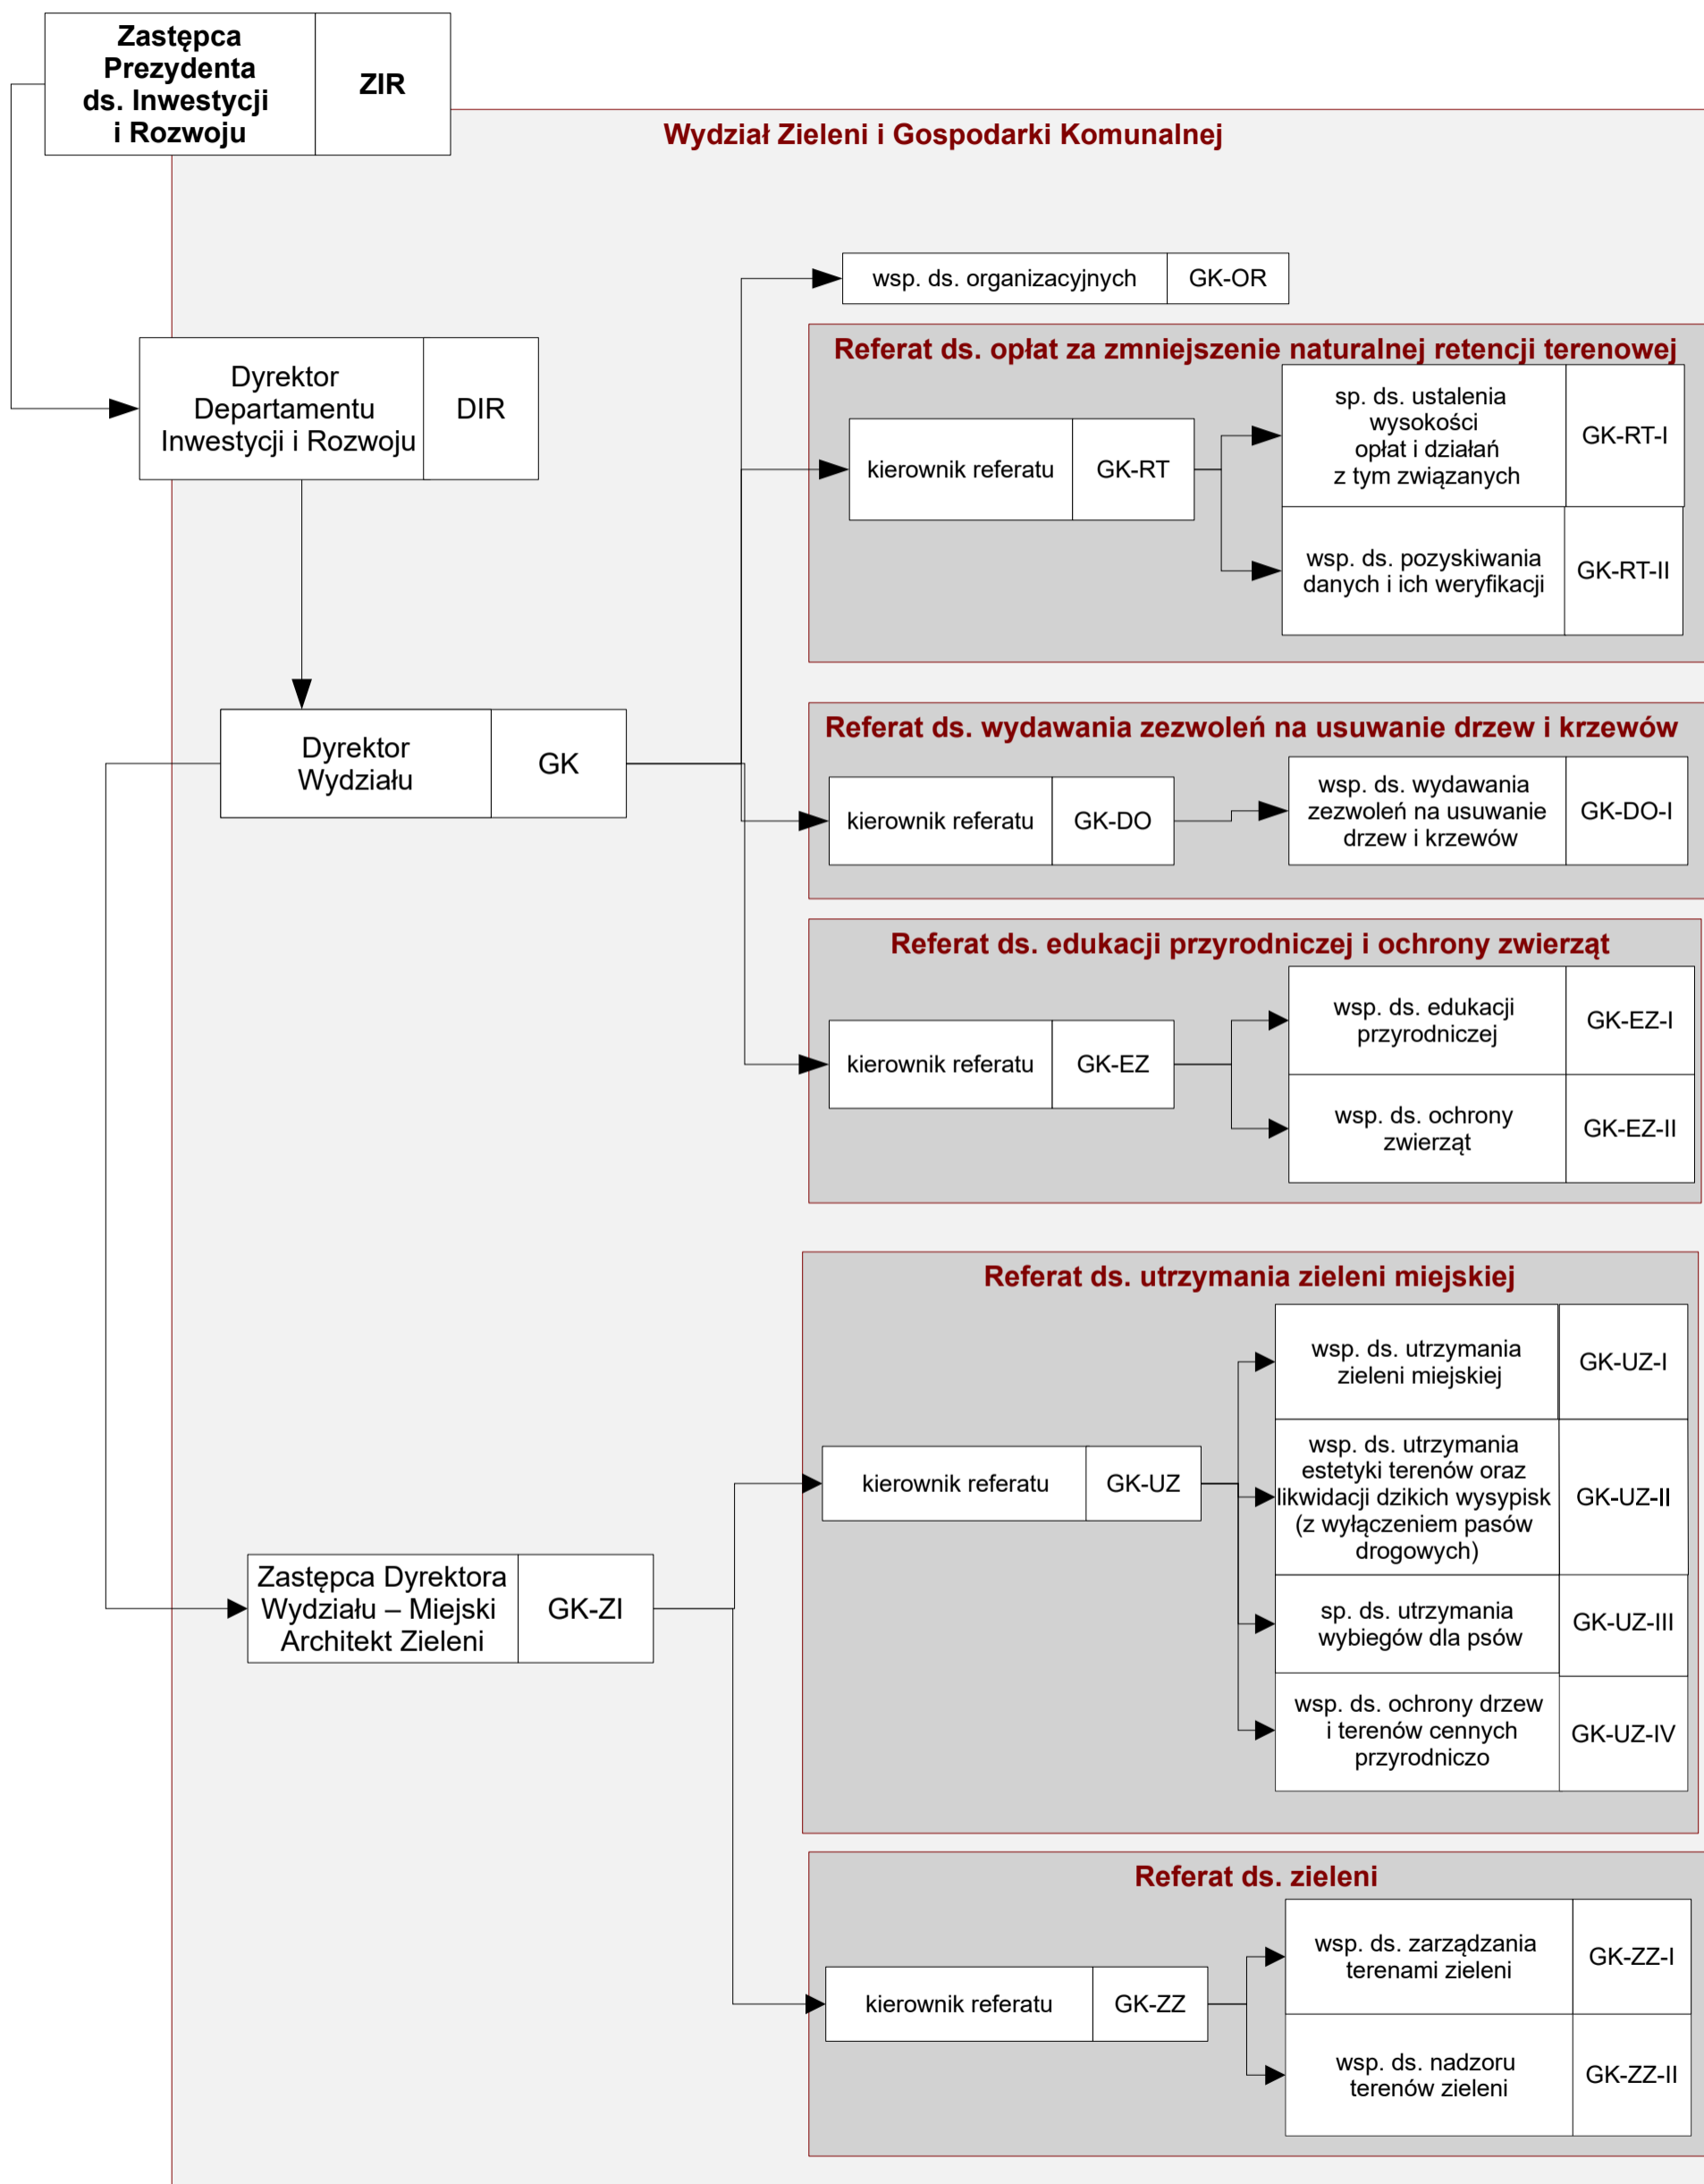 Zastępca
Prezydenta
ds. Inwestycji
i Rozwoju
ZIR
Wydział Zieleni i Gospodarki Komunalnej
wsp. ds. organizacyjnych
GK-OR
Referat ds. opłat za zmniejszenie naturalnej retencji terenowej
Dyrektor
Departamentu
Inwestycji i Rozwoju
DIR
kierownik referatu
GK-RT
sp. ds. ustalenia
wysokości
opłat i działań
z tym związanych
GK-RT-I
wsp. ds. pozyskiwania
danych i ich weryfikacji
GK-RT-II
Dyrektor
Wydziału
GK
Referat ds. wydawania zezwoleń na usuwanie drzew i krzewów
kierownik referatu
GK-DO
wsp. ds. wydawania
zezwoleń na usuwanie
drzew i krzewów
GK-DO-I
Referat ds. edukacji przyrodniczej i ochrony zwierząt
kierownik referatu
GK-EZ
wsp. ds. edukacji
przyrodniczej
GK-EZ-I
wsp. ds. ochrony
zwierząt
GK-EZ-II
Referat ds. utrzymania zieleni miejskiej
kierownik referatu
GK-UZ
wsp. ds. utrzymania
zieleni miejskiej
GK-UZ-I
wsp. ds. utrzymania
estetyki terenów oraz
likwidacji dzikich wysypisk
(z wyłączeniem pasów
drogowych)
GK-UZ-II
sp. ds. utrzymania
wybiegów dla psów
GK-UZ-III
wsp. ds. ochrony drzew
i terenów cennych
przyrodniczo
GK-UZ-IV
Zastępca Dyrektora
Wydziału – Miejski
Architekt Zieleni
GK-ZI
Referat ds. zieleni
kierownik referatu
GK-ZZ
wsp. ds. zarządzania
terenami zieleni
GK-ZZ-I
wsp. ds. nadzoru
terenów zieleni
GK-ZZ-II